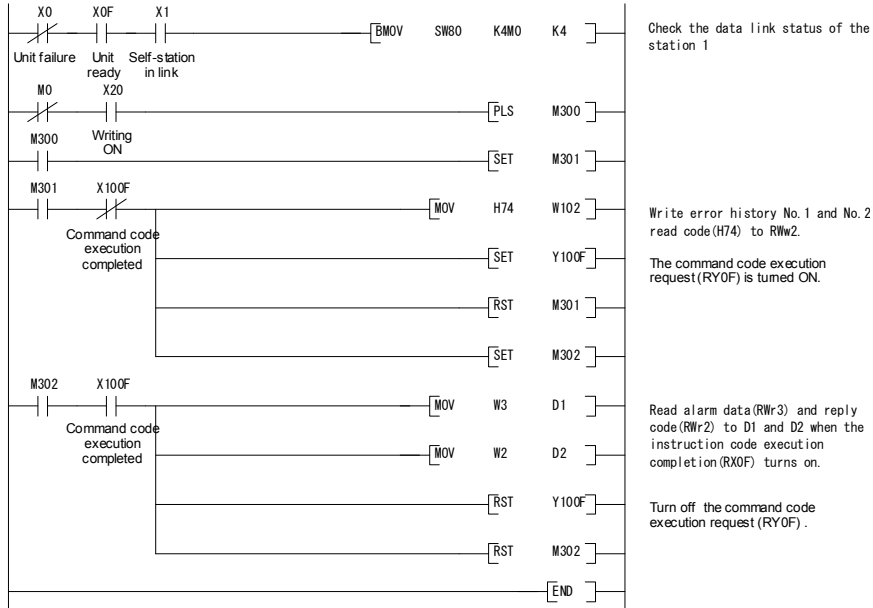 X0 X0F X1
BMOV SW80 K4M0 K4
Check the data link status of the
station 1
Unit failure Unit ready Self-station in link
M0 X20
PLS M300
Writing ON
M300
SET M301
M301 X100F
MOV H74 W102
Write error history No.1 and No.2
read code(H74) to RWw2.
Command code
execution
completed
SET Y100F
The command code execution
request(RY0F) is turned ON.
RST M301
SET M302
M302 X100F
MOV W3 D1
Read alarm data(RWr3) and reply
code(RWr2) to D1 and D2 when the
instruction code execution
completion(RX0F) turns on.
Command code
execution
completed
MOV W2 D2
RST Y100F
Turn off the command code
execution request (RY0F) .
RST M302
END